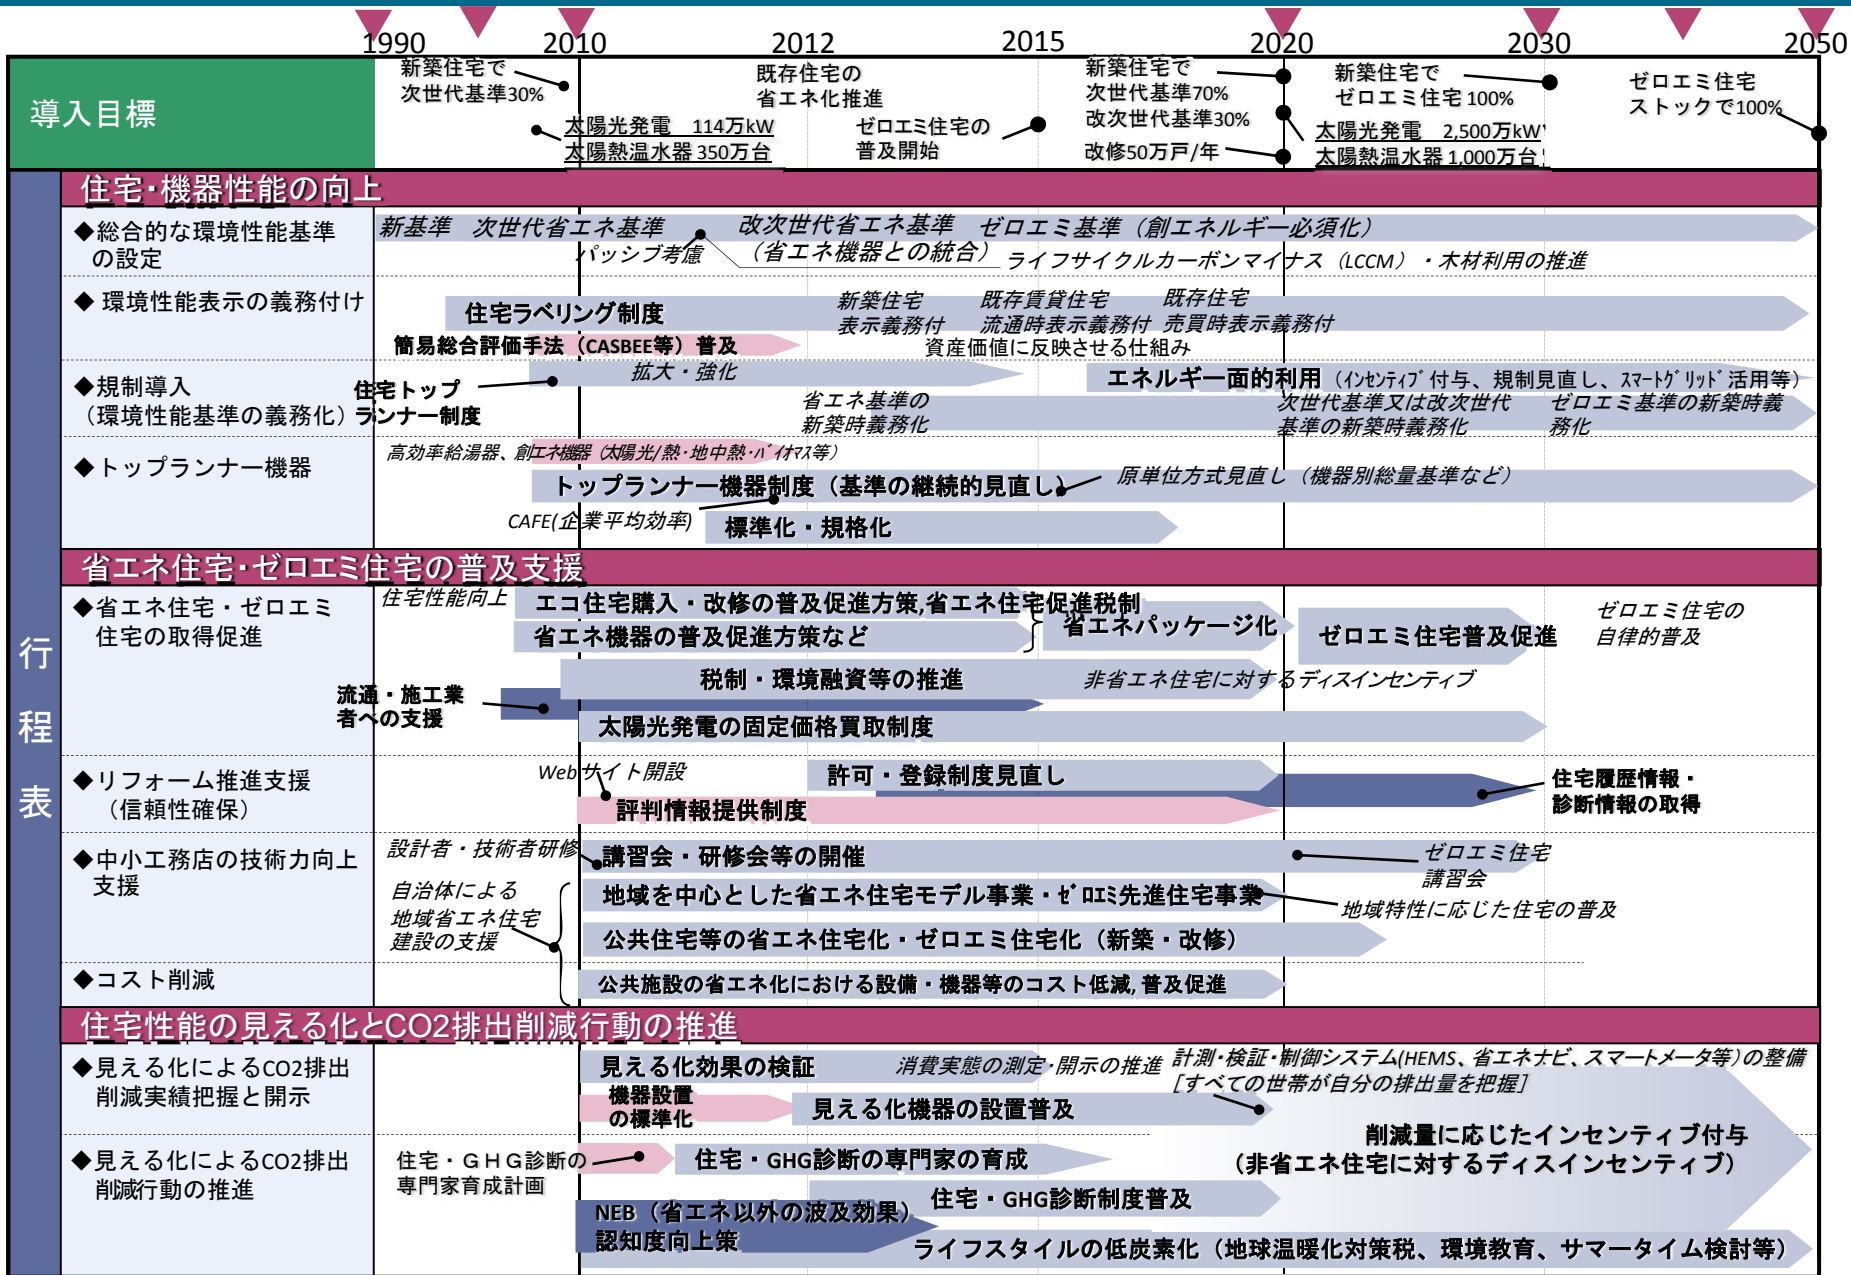 1990 2010 2012 2015 2020 2030 2050
導入目標
新築住宅で
次世代基準30%
太陽光発電 114万kW
太陽熱温水器 350万台
既存住宅の
省エネ化推進
ゼロエミ住宅の
普及開始
新築住宅で
次世代基準70%
改次世代基準30%
改修50万戸/年
新築住宅で
ゼロエミ住宅 100%
太陽光発電 2,500万kW
太陽熱温水器 1,000万台
ゼロエミ住宅
ストックで100%
行程表
住宅・機器性能の向上
◆総合的な環境性能基準
の設定
新基準 次世代省エネ基準 改次世代省エネ基準 ゼロエミ基準（創エネルギー必須化）
パッシブ考慮 （省エネ機器との統合） ライフサイクルカーボンマイナス（LCCM）・木材利用の推進
◆ 環境性能表示の義務付け
住宅ラベリング制度
新築住宅
表示義務付
既存賃貸住宅
流通時表示義務付
既存住宅
売買時表示義務付
簡易総合評価手法（CASBEE等）普及
資産価値に反映させる仕組み
◆規制導入
（環境性能基準の義務化）
住宅トップ
ランナー制度
拡大・強化
エネルギー面的利用（ｲﾝｾﾝﾃｨﾌﾞ付与、規制見直し、ｽﾏｰﾄｸﾞﾘｯﾄﾞ活用等）
省エネ基準の
新築時義務化
次世代基準又は改次世代
基準の新築時義務化
ゼロエミ基準の新築時義
務化
◆トップランナー機器
高効率給湯器、創エネ機器（太陽光/熱・地中熱・ﾊﾞｲｵﾏｽ等）
トップランナー機器制度（基準の継続的見直し）
原単位方式見直し（機器別総量基準など）
CAFE(企業平均効率)
標準化・規格化
省エネ住宅・ゼロエミ住宅の普及支援
◆省エネ住宅・ゼロエミ
住宅の取得促進
住宅性能向上
エコ住宅購入・改修の普及促進方策,省エネ住宅促進税制
省エネ機器の普及促進方策など
省エネパッケージ化
ゼロエミ住宅普及促進
ゼロエミ住宅の
自律的普及
税制・環境融資等の推進
非省エネ住宅に対するディスインセンティブ
流通・施工業
者への支援
太陽光発電の固定価格買取制度
◆リフォーム推進支援
（信頼性確保）
Webサイト開設
許可・登録制度見直し
評判情報提供制度
住宅履歴情報・
診断情報の取得
◆中小工務店の技術力向上
支援
設計者・技術者研修
講習会・研修会等の開催
ゼロエミ住宅
講習会
自治体による
地域省エネ住宅
建設の支援
地域を中心とした省エネ住宅モデル事業・ｾﾞﾛｴﾐ先進住宅事業
地域特性に応じた住宅の普及
公共住宅等の省エネ住宅化・ゼロエミ住宅化（新築・改修）
◆コスト削減
公共施設の省エネ化における設備・機器等のコスト低減,普及促進
住宅性能の見える化とCO2排出削減行動の推進
◆見える化によるCO2排出
削減実績把握と開示
見える化効果の検証
消費実態の測定・開示の推進
計測・検証・制御システム(HEMS、省エネナビ、スマートメータ等）の整備
［すべての世帯が自分の排出量を把握］
機器設置
の標準化
見える化機器の設置普及
◆見える化によるCO2排出
削減行動の推進
住宅・ＧＨＧ診断の
専門家育成計画
住宅・GHG診断の専門家の育成
削減量に応じたインセンティブ付与
（非省エネ住宅に対するディスインセンティブ）
住宅・GHG診断制度普及
NEB（省エネ以外の波及効果）
認知度向上策
ライフスタイルの低炭素化（地球温暖化対策税、環境教育、サマータイム検討等）